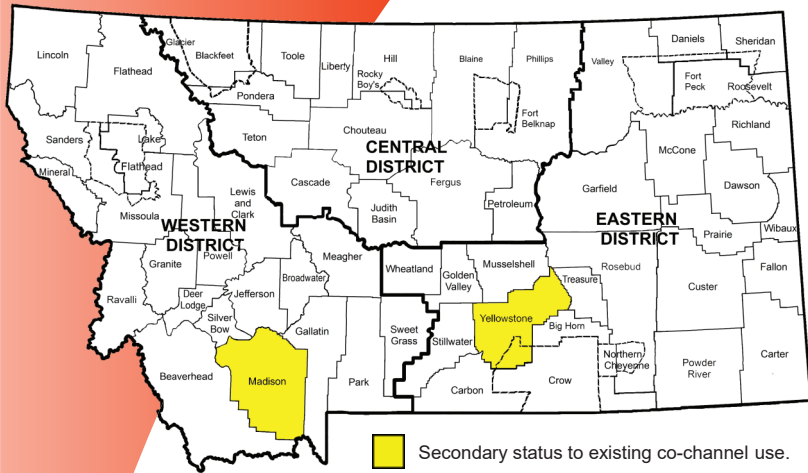 Lincoln
Flathead
Glacier
Blackfeet
Toole
Liberty
Hill
Rocky
Boy's
Blaine
Phillips
Valley
Daniels
Sheridan
Fort
Peck
Roosevelt
Pondera
Fort
Belknap
Richland
Sanders
Lake
Flathead
Teton
Chouteau
CENTRAL
DISTRICT
McCone
Mineral
Missoula
Lewis
and
Clark
Cascade
Judith
Basin
Fergus
Petroleum
Garfield
Dawson
WESTERN
DISTRICT
EASTERN
DISTRICT
Prairie
Wibaux
Granite
Powell
Meagher
Wheatland
Golden
Valley
Musselshell
Treasure
Rosebud
Custer
Fallon
Ravalli
Deer
Lodge
Silver
Bow
Jefferson
Broadwater
Gallatin
Sweet
Grass
Stillwater
Yellowstone
Big Horn
Beaverhead
Madison
Park
Carbon
Crow
Northern
Cheyenne
Powder
River
Carter
Secondary status to existing co-channel use.